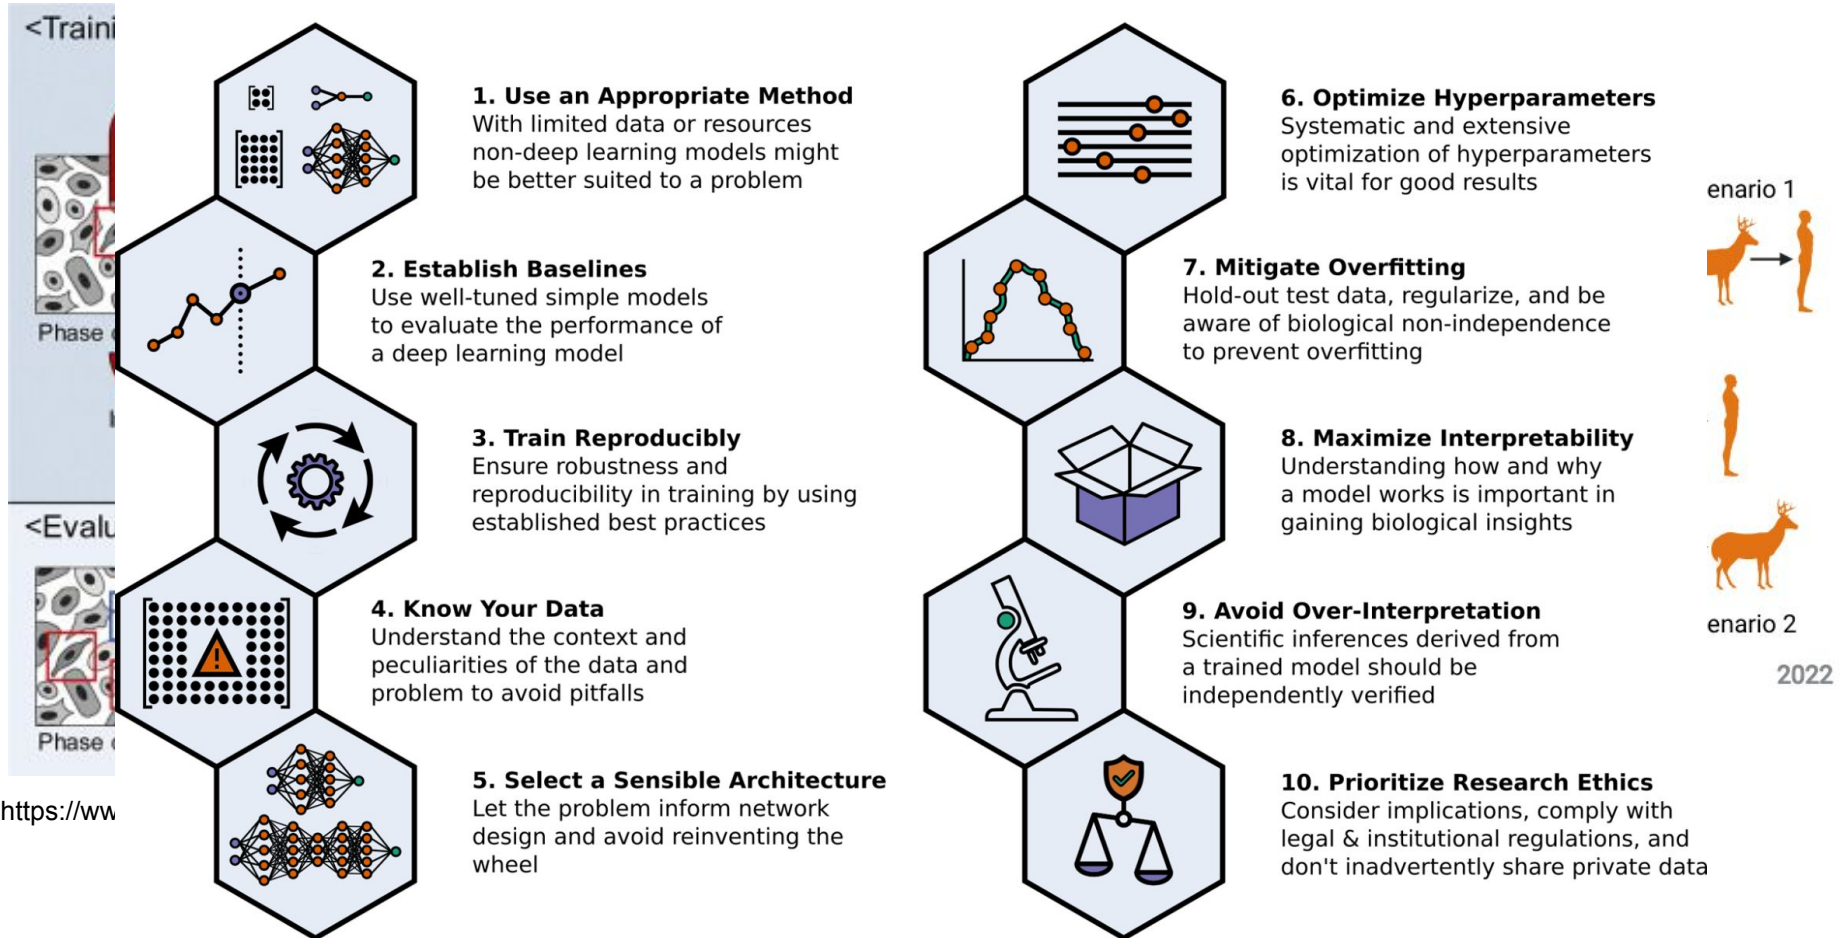 <Traini
Phase
<Evalu
Phase
https://ww
1. Use an Appropriate Method
With limited data or resources
non-deep learning models might
be better suited to a problem
2. Establish Baselines
Use well-tuned simple models
to evaluate the performance of
a deep learning model
3. Train Reproducibly
Ensure robustness and
reproducibility in training by using
established best practices
4. Know Your Data
Understand the context and
peculiarities of the data and
problem to avoid pitfalls
5. Select a Sensible Architecture
Let the problem inform network
design and avoid reinventing the
wheel
6. Optimize Hyperparameters
Systematic and extensive
optimization of hyperparameters
is vital for good results
7. Mitigate Overfitting
Hold-out test data, regularize, and be
aware of biological non-independence
to prevent overfitting
8. Maximize Interpretability
Understanding how and why
a model works is important in
gaining biological insights
9. Avoid Over-Interpretation
Scientific inferences derived from
a trained model should be
independently verified
10. Prioritize Research Ethics
Consider implications, comply with
legal & institutional regulations, and
don't inadvertently share private data
enario 1
enario 2
2022